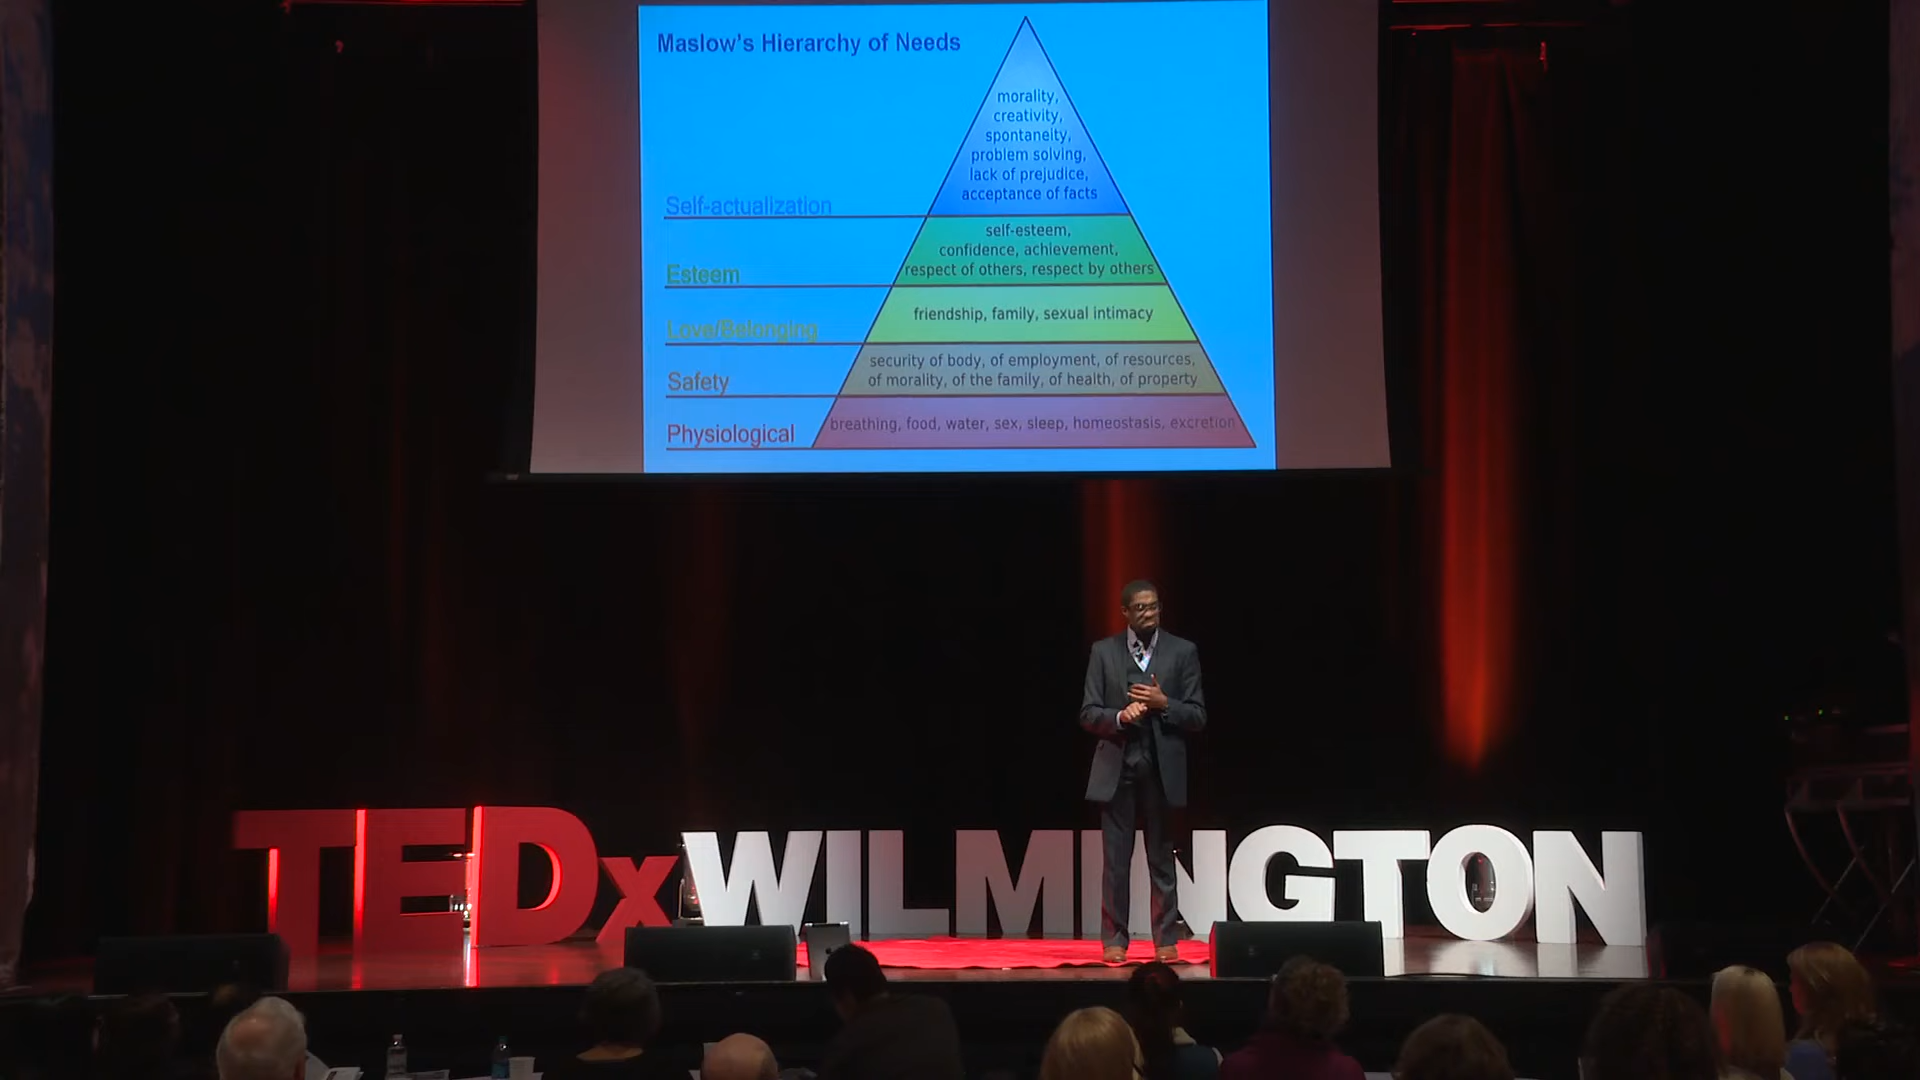 Maslow's Hierarchy of Needs
morality,
creativity,
spontaneity,
problem solving,
lack of prejudice,
acceptance of facts
Self-actualization
self-esteem,
confidence, achievement,
respect of others, respect by others
Esteem
friendship, family, sexual intimacy
Love/Belonging
security of body, of employment, of resources,
of morality, of the family, of health, of property
Safety
breathing, food, water, sex, sleep, homeostasis, excretion
Physiological
TEDxWILMINGTON